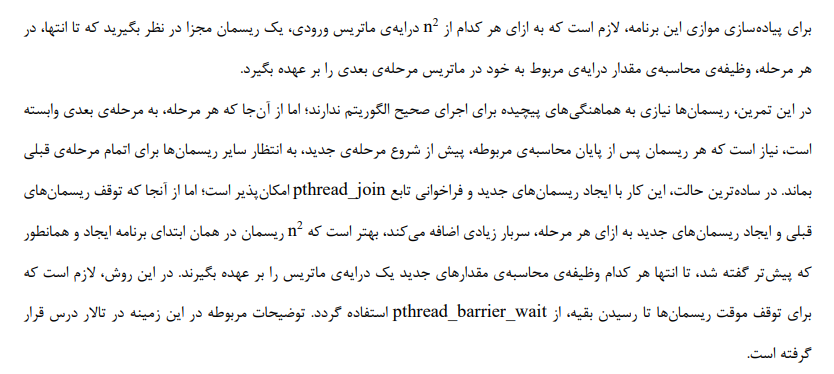 برای پیاده‌سازی موازی این برنامه، لازم است که به ازای هر کدام از n² درایه‌ی ماتریس ورودی، یک ریسمان مجزا در نظر بگیرید که تا انتها، در
هر مرحله، وظیفه‌ی محاسبه‌ی مقدار درایه‌ی مربوط به خود در ماتریس مرحله‌ی بعدی را بر عهده بگیرد.
در این تمرین، ریسمان‌ها نیازی به هماهنگی‌های پیچیده برای اجرای صحیح الگوریتم ندارند؛ اما از آن‌جا که هر مرحله، به مرحله‌ی بعدی وابسته
است، نیاز است که هر ریسمان پس از پایان محاسبه‌ی مربوطه، پیش از شروع مرحله‌ی جدید، به انتظار سایر ریسمان‌ها برای اتمام مرحله‌ی قبلی
بماند. در ساده‌ترین حالت، این کار با ایجاد ریسمان‌های جدید و فراخوانی تابع pthread_join امکان‌پذیر است؛ اما از آنجا که توقف ریسمان‌های
قبلی و ایجاد ریسمان‌های جدید به ازای هر مرحله، سربار زیادی اضافه می‌کند، بهتر است که n² ریسمان در همان ابتدای برنامه ایجاد و همانطور
که پیش‌تر گفته شد، تا انتها هر کدام وظیفه‌ی محاسبه‌ی مقدارهای جدید یک درایه‌ی ماتریس را بر عهده بگیرند. در این روش، لازم است که
برای توقف موقت ریسمان‌ها تا رسیدن بقیه، از pthread_barrier_wait استفاده گردد. توضیحات مربوطه در این زمینه در تالار درس قرار
گرفته است.